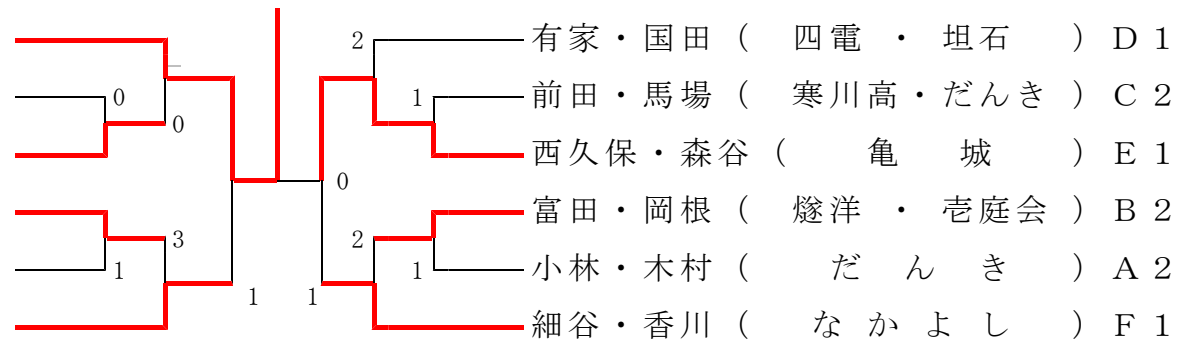 2 有家・国田（ 四電 ・ 坦石 ）Ｄ１
0 1 前田・馬場（ 寒川高・だんき ）Ｃ２
0
西久保・森谷（ 亀 城 ）Ｅ１
0
富田・岡根（ 燧洋 ・ 壱庭会 ）Ｂ２
3 2
1 1 小林・木村（ だ ん き ）Ａ２
1 1
細谷・香川（ な か よ し ）Ｆ１